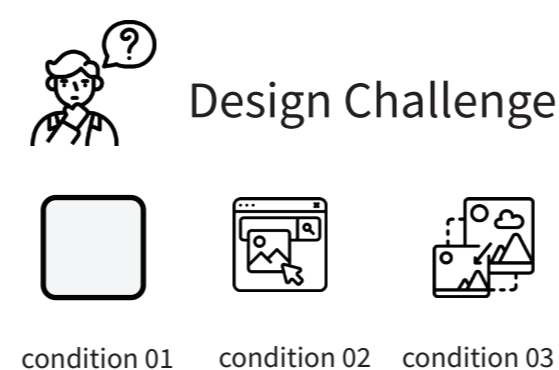 ?
Design Challenge
condition 01
condition 02
condition 03